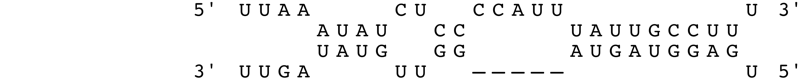 5' UUAA CU CCAUU U 3'
AUAU CC UAUUGCCUU
UAUG GG AUGAUGGAG
3' UUGA UU ----- U 5'